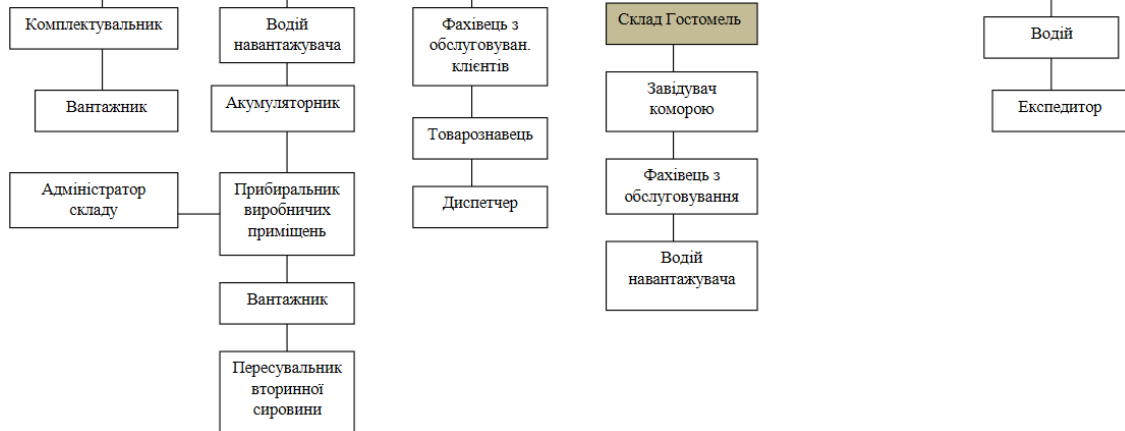 Комплектувальник
Вантажник
Адміністратор
складу
Водій
навантажувача
Акумуляторник
Прибиральник
виробничих
приміщень
Вантажник
Пересувальник
вторинної
сировини
Фахівець з
обслуговуван.
клієнтів
Товарознавець
Диспетчер
Склад Гостомель
Завідувач
коморою
Фахівець з
обслуговування
Водій
навантажувача
Водій
Експедитор